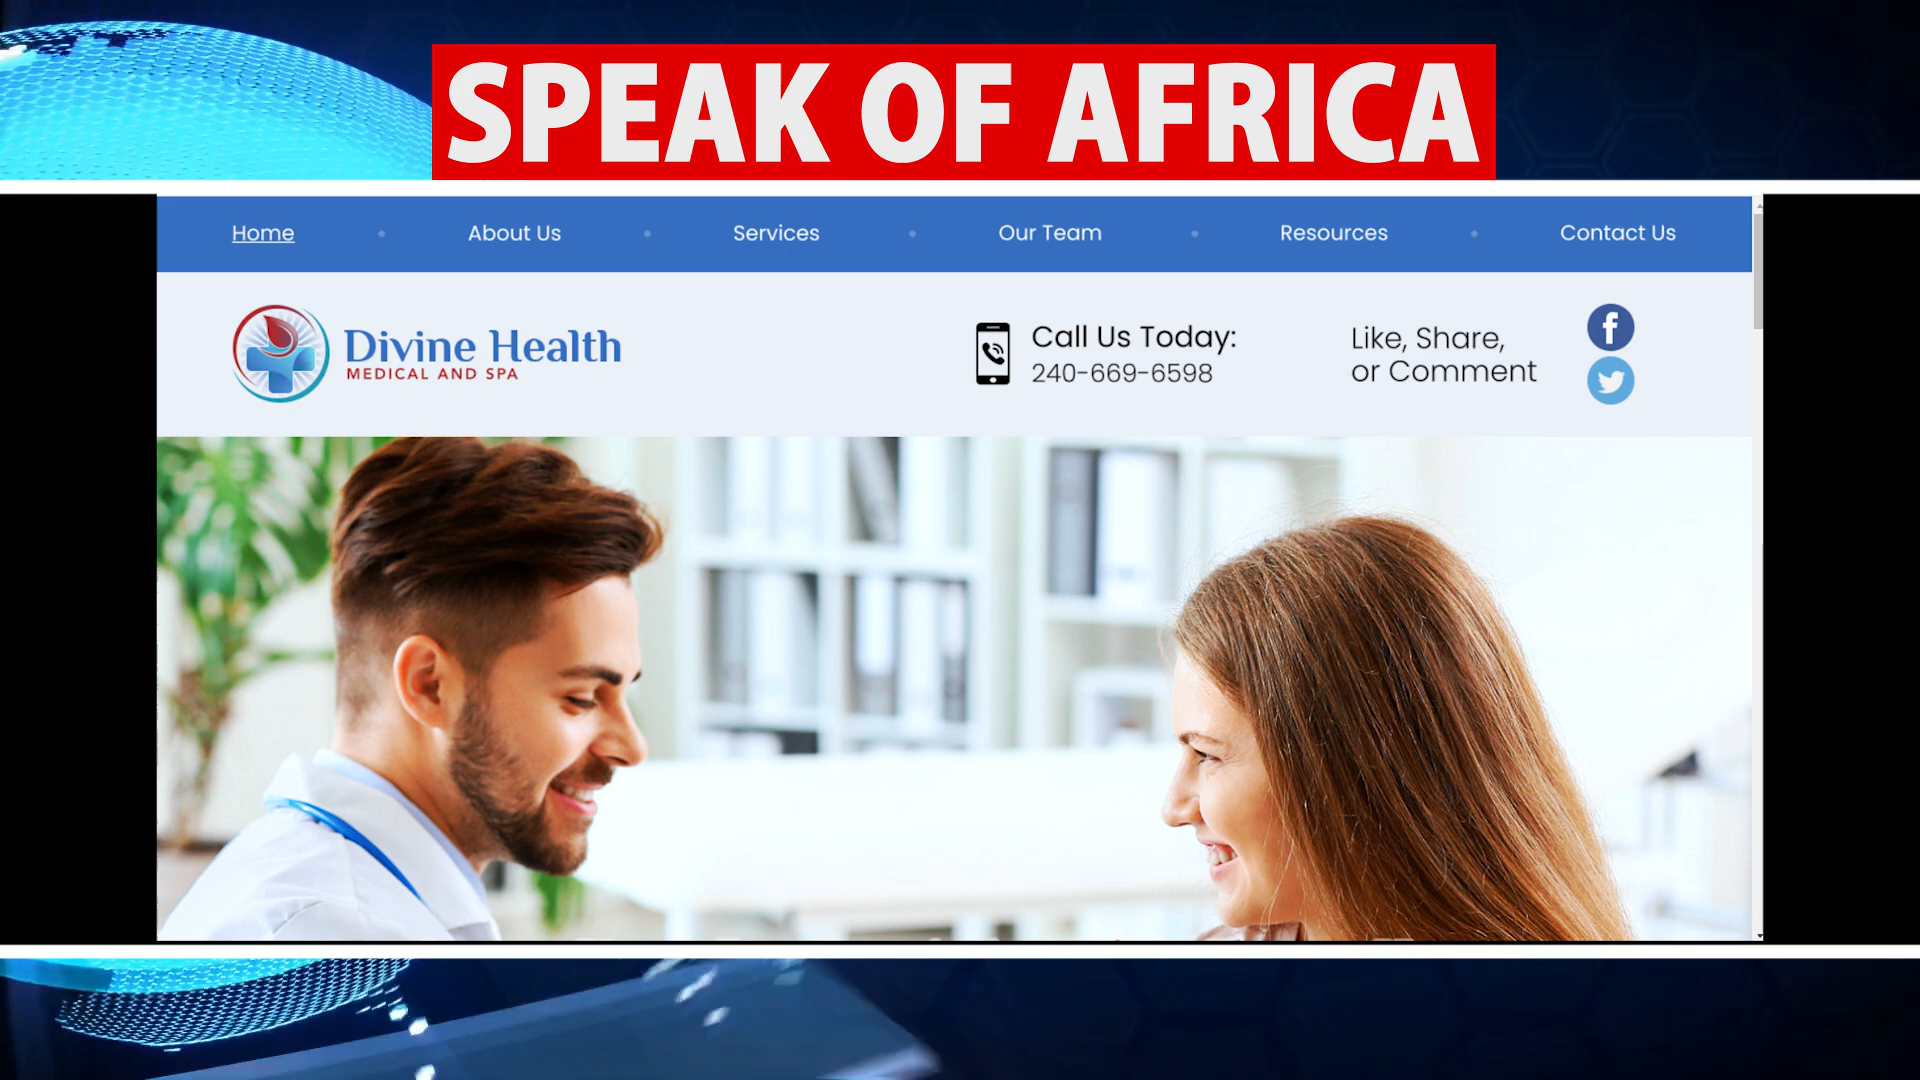 SPEAK OF AFRICA
Home
About Us
Services
Our Team
Resources
Contact Us
Divine Health
MEDICAL AND SPA
Call Us Today:
240-669-6598
Like, Share,
or Comment